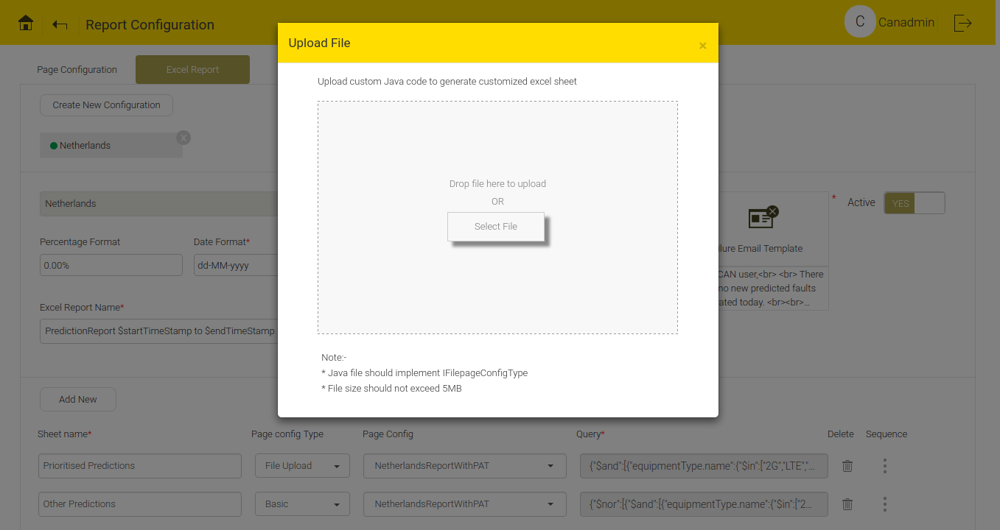 Report Configuration
C Canadmin
Upload File
×
Page Configuration
Excel Report
Upload custom Java code to generate customized excel sheet
Create New Configuration
Netherlands
X
Drop file here to upload
OR
Select File
Netherlands
* Active YES
Percentage Format
Date Format*
0.00%
dd-MM-yyyy
lure Email Template
CAN user,<br> <br> There
no new predicted faults
ated today. <br><br>...
Excel Report Name*
PredictionReport $startTimeStamp to $endTimeStamp
Note:-
* Java file should implement IFilepageConfigType
* File size should not exceed 5MB
Add New
Sheet name* Page config Type Page Config Query* Delete Sequence
Prioritised Predictions File Upload NetherlandsReportWithPAT {"$and":[{"equipmentType.name":{"$in":["2G","LTE","...
Other Predictions Basic NetherlandsReportWithPAT {"$nor":[{"$and":[{"equipmentType.name":{"$in":["2...